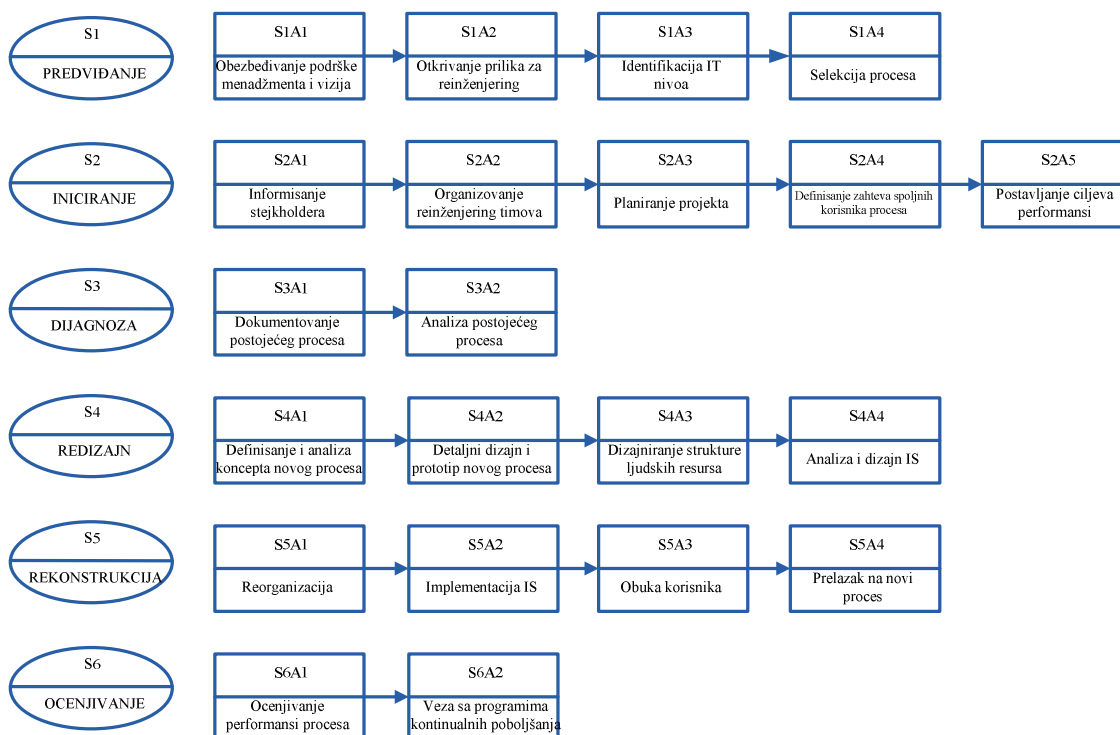 S1
PREDVIĐANJE
S1A1
Obezbeđivanje podrške
menadžmenta i vizija
S1A2
Otkrivanje prilika za
reinženjering
S1A3
Identifikacija IT
nivoa
S1A4
Selekcija procesa
S2
INICIRANJE
S2A1
Informisanje
stejkholdera
S2A2
Organizovanje
reinženjering timova
S2A3
Planiranje projekta
S2A4
Definisanje zahteva spoljnih
korisnika procesa
S2A5
Postavljanje ciljeva
performansi
S3
DIJAGNOZA
S3A1
Dokumentovanje
postojećeg procesa
S3A2
Analiza postojećeg
procesa
S4
REDIZAJN
S4A1
Definisanje i analiza
koncepta novog procesa
S4A2
Detaljni dizajn i
prototip novog procesa
S4A3
Dizajniranje strukture
ljudskih resursa
S4A4
Analiza i dizajn IS
S5
REKONSTRUKCIJA
S5A1
Reorganizacija
S5A2
Implementacija IS
S5A3
Obuka korisnika
S5A4
Prelazak na novi
proces
S6
OCENJIVANJE
S6A1
Ocenjivanje
performansi procesa
S6A2
Veza sa programima
kontinualnih poboljšanja